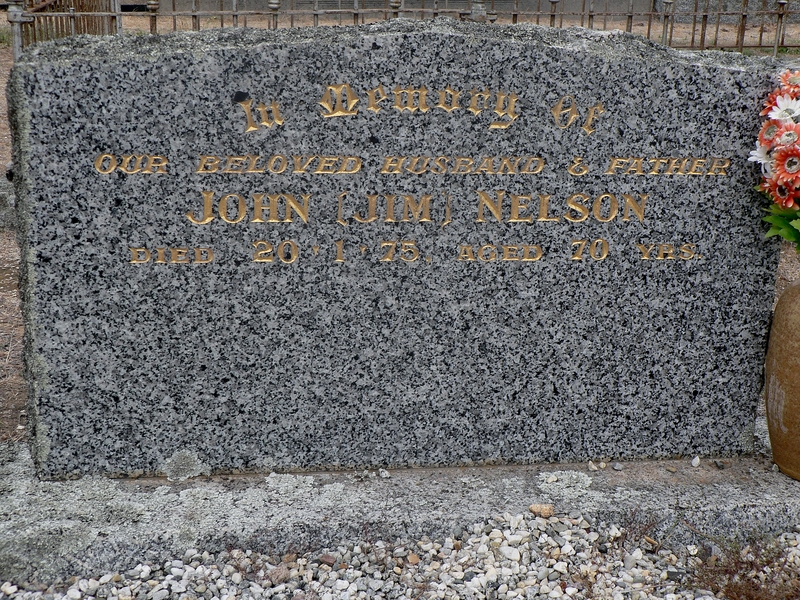 In Memory Of
OUR BELOVED HUSBAND & FATHER
JOHN [JIM] NELSON
DIED 20·1·75, AGED 70 YRS.